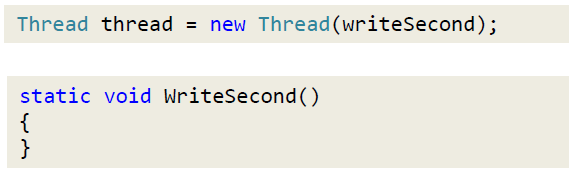 Thread thread = new Thread(writeSecond);
static void WriteSecond()
{
}